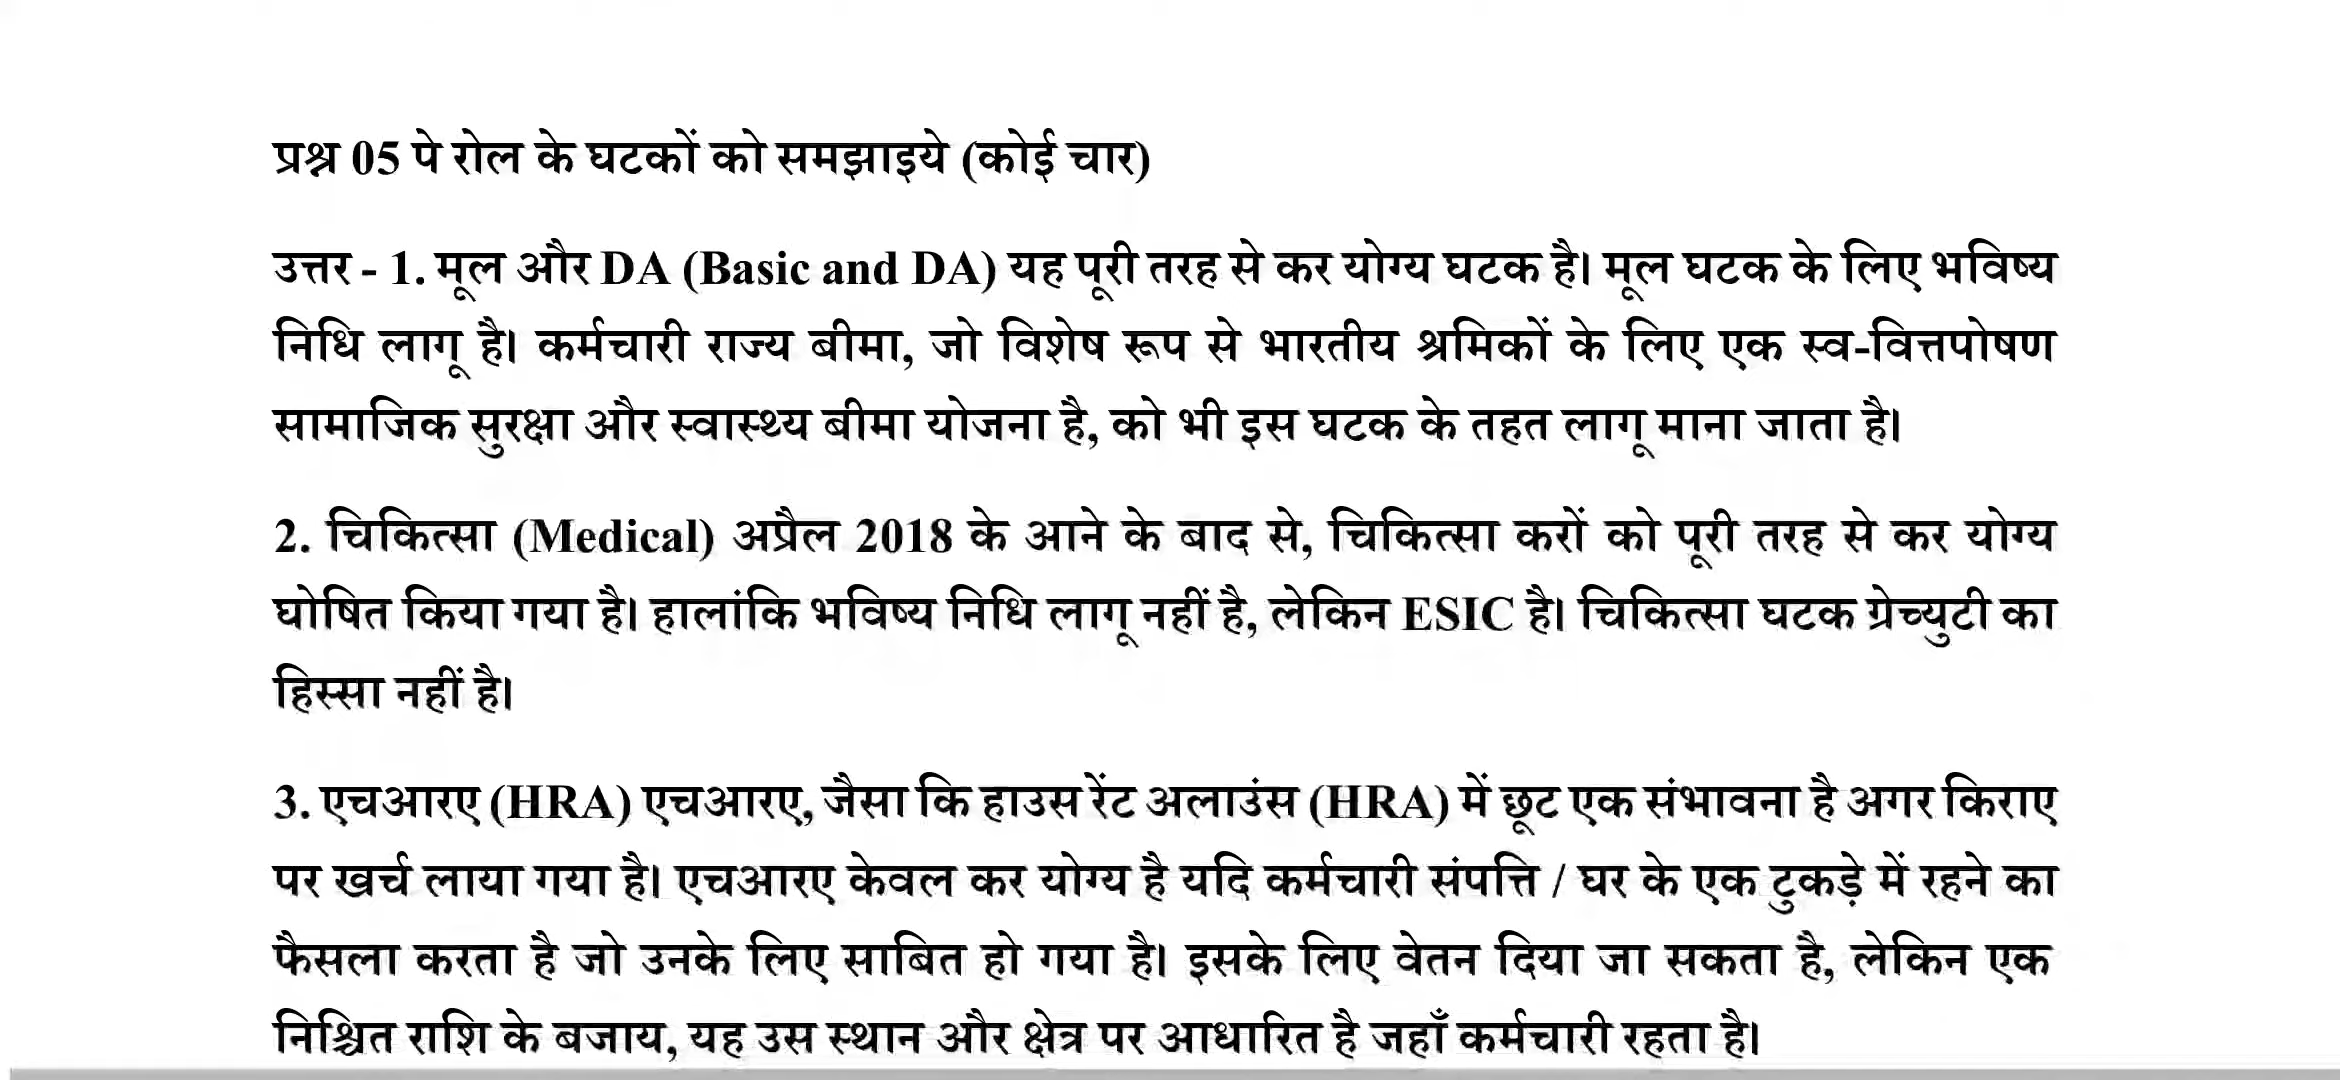 प्रश्न 05 पे रोल के घटकों को समझाइये (कोई चार)
उत्तर - 1. मूल और DA (Basic and DA) यह पूरी तरह से कर योग्य घटक है। मूल घटक के लिए भविष्य
निधि लागू है। कर्मचारी राज्य बीमा, जो विशेष रूप से भारतीय श्रमिकों के लिए एक स्व-वित्तपोषण
सामाजिक सुरक्षा और स्वास्थ्य बीमा योजना है, को भी इस घटक के तहत लागू माना जाता है।
2. चिकित्सा (Medical) अप्रैल 2018 के आने के बाद से, चिकित्सा करों को पूरी तरह से कर योग्य
घोषित किया गया है। हालांकि भविष्य निधि लागू नहीं है, लेकिन ESIC है। चिकित्सा घटक ग्रेच्युटी का
हिस्सा नहीं है।
3. एचआरए (HRA) एचआरए, जैसा कि हाउस रेंट अलाउंस (HRA) में छूट एक संभावना है अगर किराए
पर खर्च लाया गया है। एचआरए केवल कर योग्य है यदि कर्मचारी संपत्ति / घर के एक टुकड़े में रहने का
फैसला करता है जो उनके लिए साबित हो गया है। इसके लिए वेतन दिया जा सकता है, लेकिन एक
निश्चित राशि के बजाय, यह उस स्थान और क्षेत्र पर आधारित है जहाँ कर्मचारी रहता है।